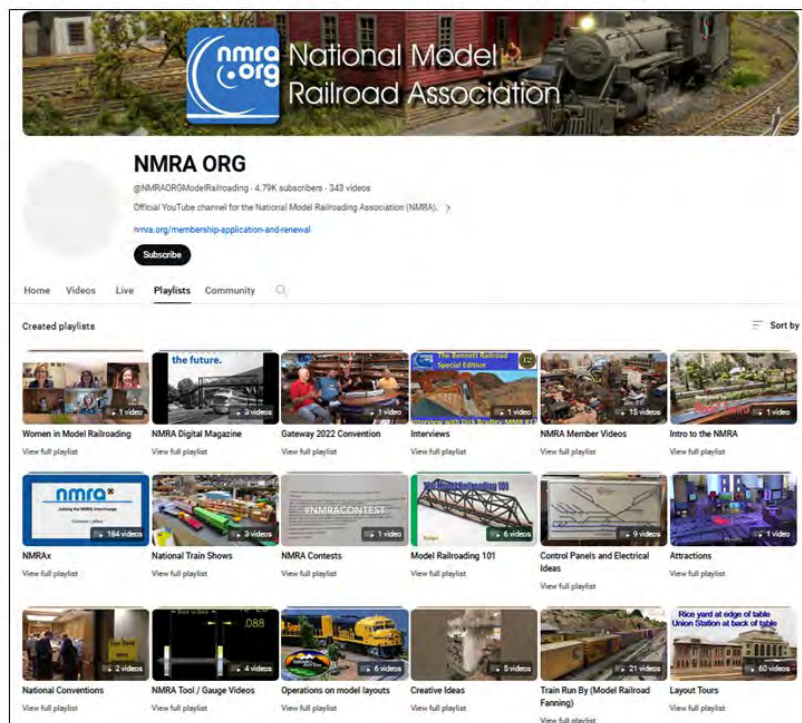 nmra
.org
National Model
Railroad Association
NMRA ORG
@NMRAORGModelRailroading · 4.79K subscribers · 343 videos
Official YouTube channel for the National Model Railroading Association (NMRA). >
nmra.org/membership-application-and-renewal
Subscribe
Home Videos Live Playlists Community
Created playlists
Sort by
the future.
The Bennett Railroad
Special Edition
12
Interview with Dirk Bradley MMR
1 video
3 videos
1 video
1 video
15 videos
1 video
Women in Model Railroading
NMRA Digital Magazine
Gateway 2022 Convention
Interviews
NMRA Member Videos
Intro to the NMRA
View full playlist
View full playlist
View full playlist
View full playlist
View full playlist
View full playlist
nmra
Joining the NMRA Interchange
#NMRACONTEST
Model Railroading 101
184 videos
3 videos
1 video
6 videos
9 videos
1 video
NMRAx
National Train Shows
NMRA Contests
Model Railroading 101
Control Panels and Electrical
Ideas
Attractions
View full playlist
View full playlist
View full playlist
View full playlist
View full playlist
View full playlist
.088
Rice yard at edge of table
Union Station at back of table
2 videos
4 videos
6 videos
5 videos
21 videos
60 videos
National Conventions
NMRA Tool / Gauge Videos
Operations on model layouts
Creative Ideas
Train Run By (Model Railroad
Fanning)
Layout Tours
View full playlist
View full playlist
View full playlist
View full playlist
View full playlist
View full playlist